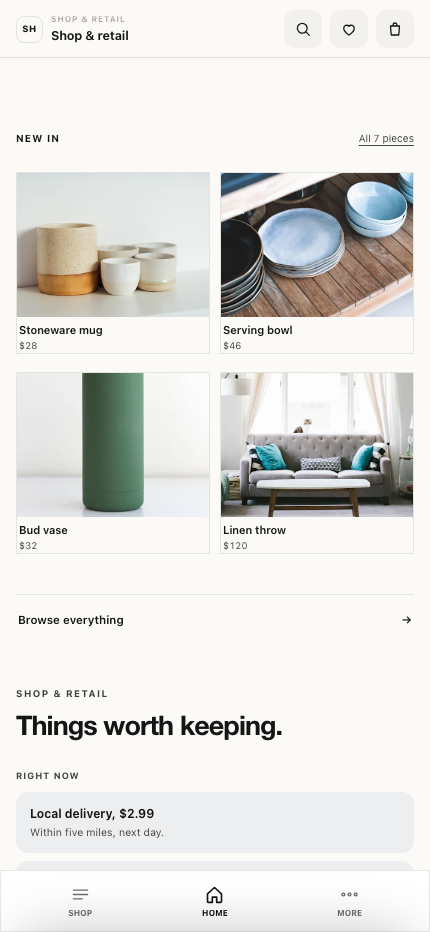 SH
SHOP & RETAIL
Shop & retail
NEW IN
All 7 pieces
Stoneware mug
$28
Serving bowl
$46
Bud vase
$32
Linen throw
$120
Browse everything
SHOP & RETAIL
Things worth keeping.
RIGHT NOW
Local delivery, $2.99
Within five miles, next day.
SHOP
HOME
MORE